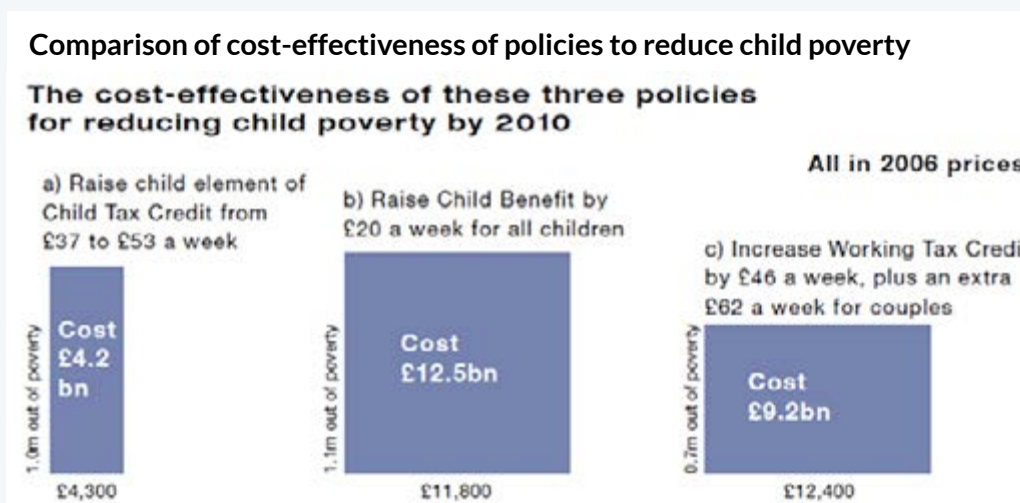 Comparison of cost-effectiveness of policies to reduce child poverty
The cost-effectiveness of these three policies
for reducing child poverty by 2010
All in 2006 prices
a) Raise child element of
Child Tax Credit from
£37 to £53 a week
b) Raise Child Benefit by
£20 a week for all children
c) Increase Working Tax Credi
by £46 a week, plus an extra
£62 a week for couples
1.0m out of poverty
Cost
£4.2
bn
£4,300
1.1m out of poverty
Cost
£12.5bn
£11,800
0.7m out of poverty
Cost
£9.2bn
£12,400